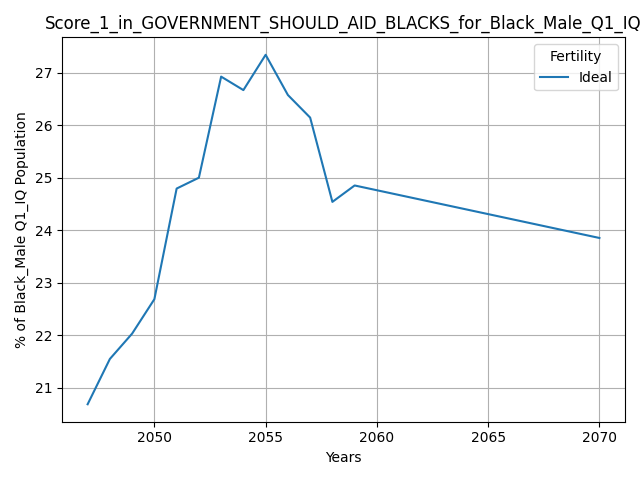 Score_1_in_GOVERNMENT_SHOULD_AID_BLACKS_for_Black_Male_Q1_IQ
Fertility
Ideal
27
26
25
24
23
22
21
% of Black_Male Q1_IQ Population
2050 2055 2060 2065 2070
Years